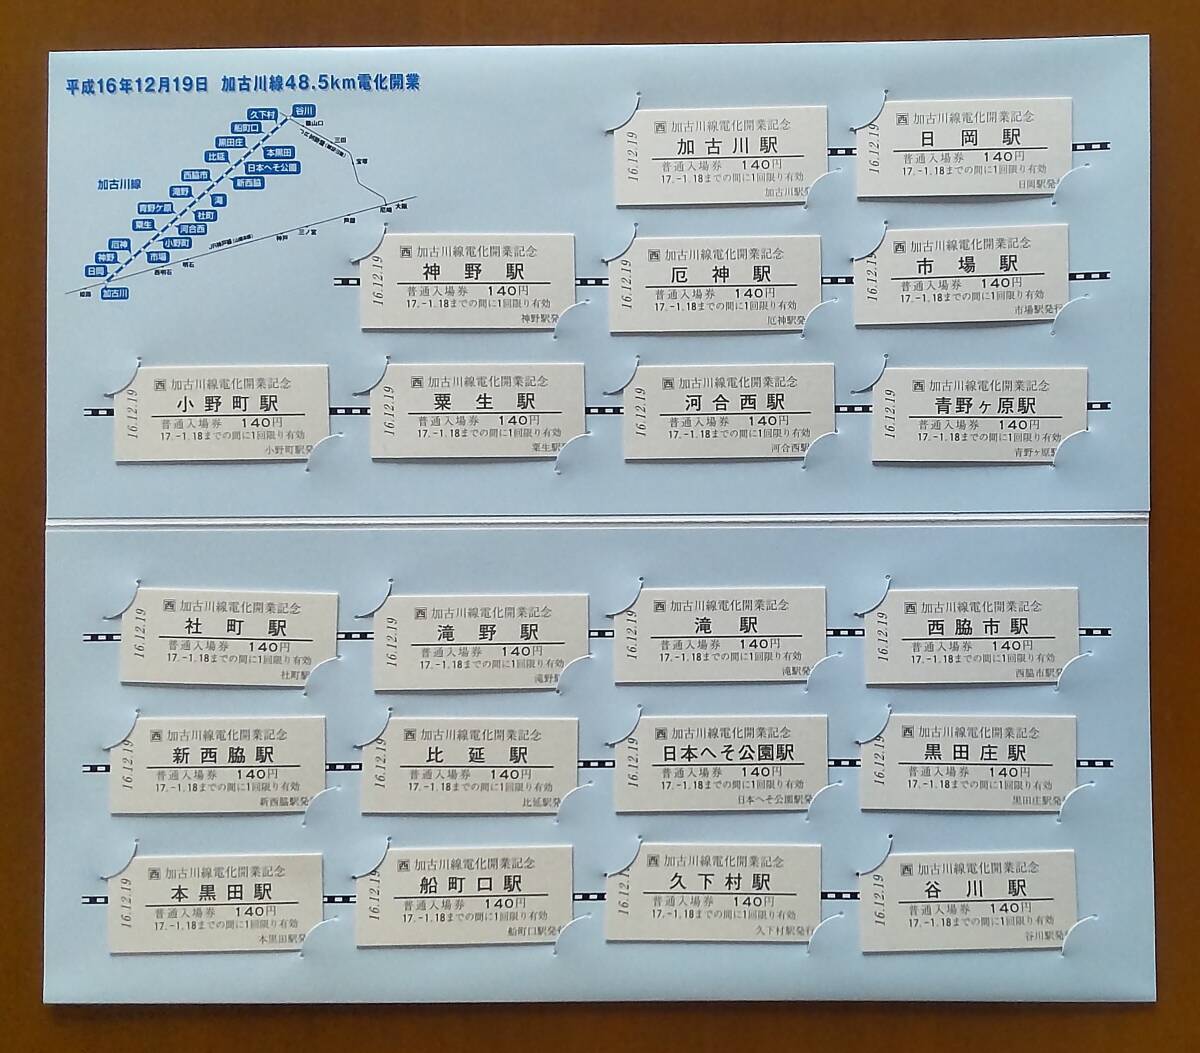 平成16年12月19日 加古川線48.5km電化開業
谷川
久下村
船町口
黒田庄
本黒田
比延
日本へそ公園
西脇市
新西脇
加古川線
滝野
滝
青野ヶ原
社町
粟生
河合西
厄神
小野町
神野
市場
日岡
加古川
篠山口
三田
宝塚
尼崎
大阪
芦屋
三ノ宮
神戸
明石
西明石
姫路
16.12.19
西 加古川線電化開業記念
加古川駅
普通入場券 140円
17.-1.18までの間に1回限り有効
加古川駅発
16.12.19
西 加古川線電化開業記念
日岡駅
普通入場券 140円
17.-1.18までの間に1回限り有効
日岡駅発
16.12.19
西 加古川線電化開業記念
神野駅
普通入場券 140円
17.-1.18までの間に1回限り有効
神野駅発
16.12.19
西 加古川線電化開業記念
厄神駅
普通入場券 140円
17.-1.18までの間に1回限り有効
厄神駅発
16.12.19
西 加古川線電化開業記念
市場駅
普通入場券 140円
17.-1.18までの間に1回限り有効
市場駅発行
16.12.19
西 加古川線電化開業記念
小野町駅
普通入場券 140円
17.-1.18までの間に1回限り有効
小野町駅発
16.12.19
西 加古川線電化開業記念
粟生駅
普通入場券 140円
17.-1.18までの間に1回限り有効
粟生駅
16.12.19
西 加古川線電化開業記念
河合西駅
普通入場券 140円
17.-1.18までの間に1回限り有効
河合西駅
16.12.19
西 加古川線電化開業記念
青野ヶ原駅
普通入場券 140円
17.-1.18までの間に1回限り有効
青野ヶ原駅
16.12.19
西 加古川線電化開業記念
社町駅
普通入場券 140円
17.-1.18までの間に1回限り有効
社町駅
16.12.19
西 加古川線電化開業記念
滝野駅
普通入場券 140円
17.-1.18までの間に1回限り有効
滝野駅
16.12.19
西 加古川線電化開業記念
滝駅
普通入場券 140円
17.-1.18までの間に1回限り有効
滝駅発
16.12.19
西 加古川線電化開業記念
西脇市駅
普通入場券 140円
17.-1.18までの間に1回限り有効
西脇市駅発
16.12.19
西 加古川線電化開業記念
新西脇駅
普通入場券 140円
17.-1.18までの間に1回限り有効
新西脇駅発
16.12.19
西 加古川線電化開業記念
比延駅
普通入場券 140円
17.-1.18までの間に1回限り有効
比延駅発
16.12.19
西 加古川線電化開業記念
日本へそ公園駅
普通入場券 140円
17.-1.18までの間に1回限り有効
日本へそ公園駅発
16.12.19
西 加古川線電化開業記念
黒田庄駅
普通入場券 140円
17.-1.18までの間に1回限り有効
黒田庄駅発
16.12.19
西 加古川線電化開業記念
本黒田駅
普通入場券 140円
17.-1.18までの間に1回限り有効
本黒田駅発
16.12.19
西 加古川線電化開業記念
船町口駅
普通入場券 140円
17.-1.18までの間に1回限り有効
船町口駅発行
16.12.19
西 加古川線電化開業記念
久下村駅
普通入場券 140円
17.-1.18までの間に1回限り有効
久下村駅発行
16.12.19
西 加古川線電化開業記念
谷川駅
普通入場券 140円
17.-1.18までの間に1回限り有効
谷川駅発